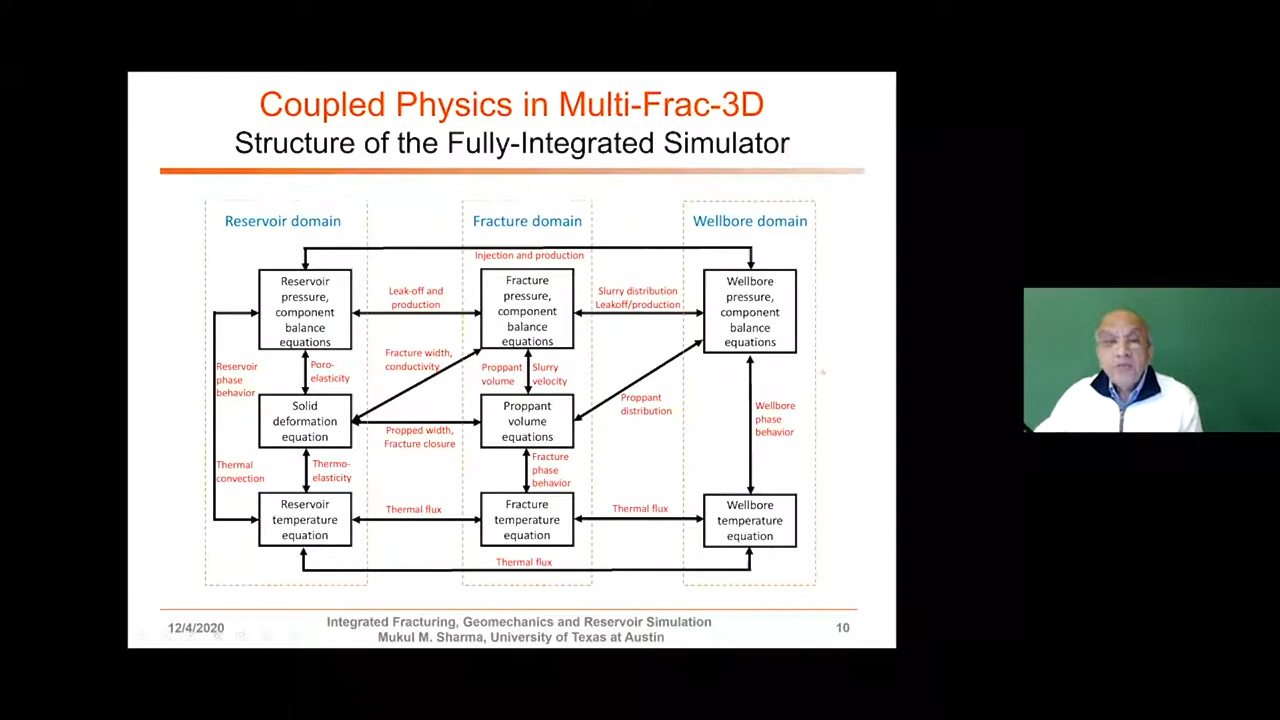 Coupled Physics in Multi-Frac-3D
Structure of the Fully-Integrated Simulator
Reservoir domain
Fracture domain
Wellbore domain
Injection and production
Reservoir
pressure,
component
balance
equations
Leak-off and
production
Fracture
pressure,
component
balance
equations
Slurry distribution
Leakoff/production
Wellbore
pressure,
component
balance
equations
Reservoir
phase
behavior
Poro-
elasticity
Fracture width,
conductivity
Proppant
volume
Slurry
velocity
Solid
deformation
equation
Propped width,
Fracture closure
Proppant
volume
equations
Proppant
distribution
Wellbore
phase
behavior
Thermal
convection
Thermo-
elasticity
Fracture
phase
behavior
Reservoir
temperature
equation
Thermal flux
Fracture
temperature
equation
Thermal flux
Wellbore
temperature
equation
Thermal flux
12/4/2020
Integrated Fracturing, Geomechanics and Reservoir Simulation
Mukul M. Sharma, University of Texas at Austin
10